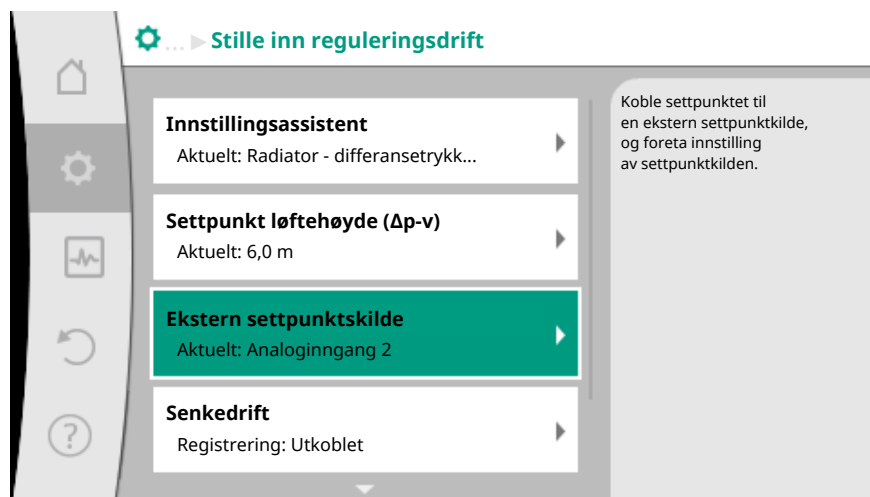 ... Stille inn reguleringsdrift
Innstillingsassistent
Aktuelt: Radiator - differansetrykk...
Settpunkt løftehøyde (Δp-v)
Aktuelt: 6,0 m
Ekstern settpunktskilde
Aktuelt: Analoginngang 2
Senkedrift
Registrering: Utkoblet
Koble settpunktet til
en ekstern settpunktkilde,
og foreta innstilling
av settpunktkilden.
?